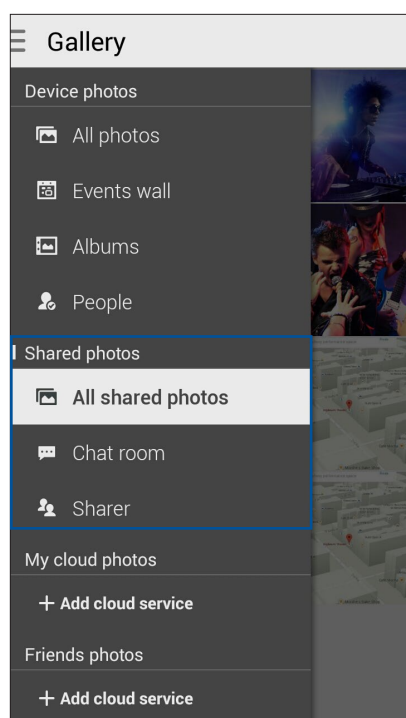 Gallery
Device photos
All photos
Events wall
Albums
People
Shared photos
All shared photos
Chat room
Sharer
My cloud photos
+ Add cloud service
Friends photos
+ Add cloud service